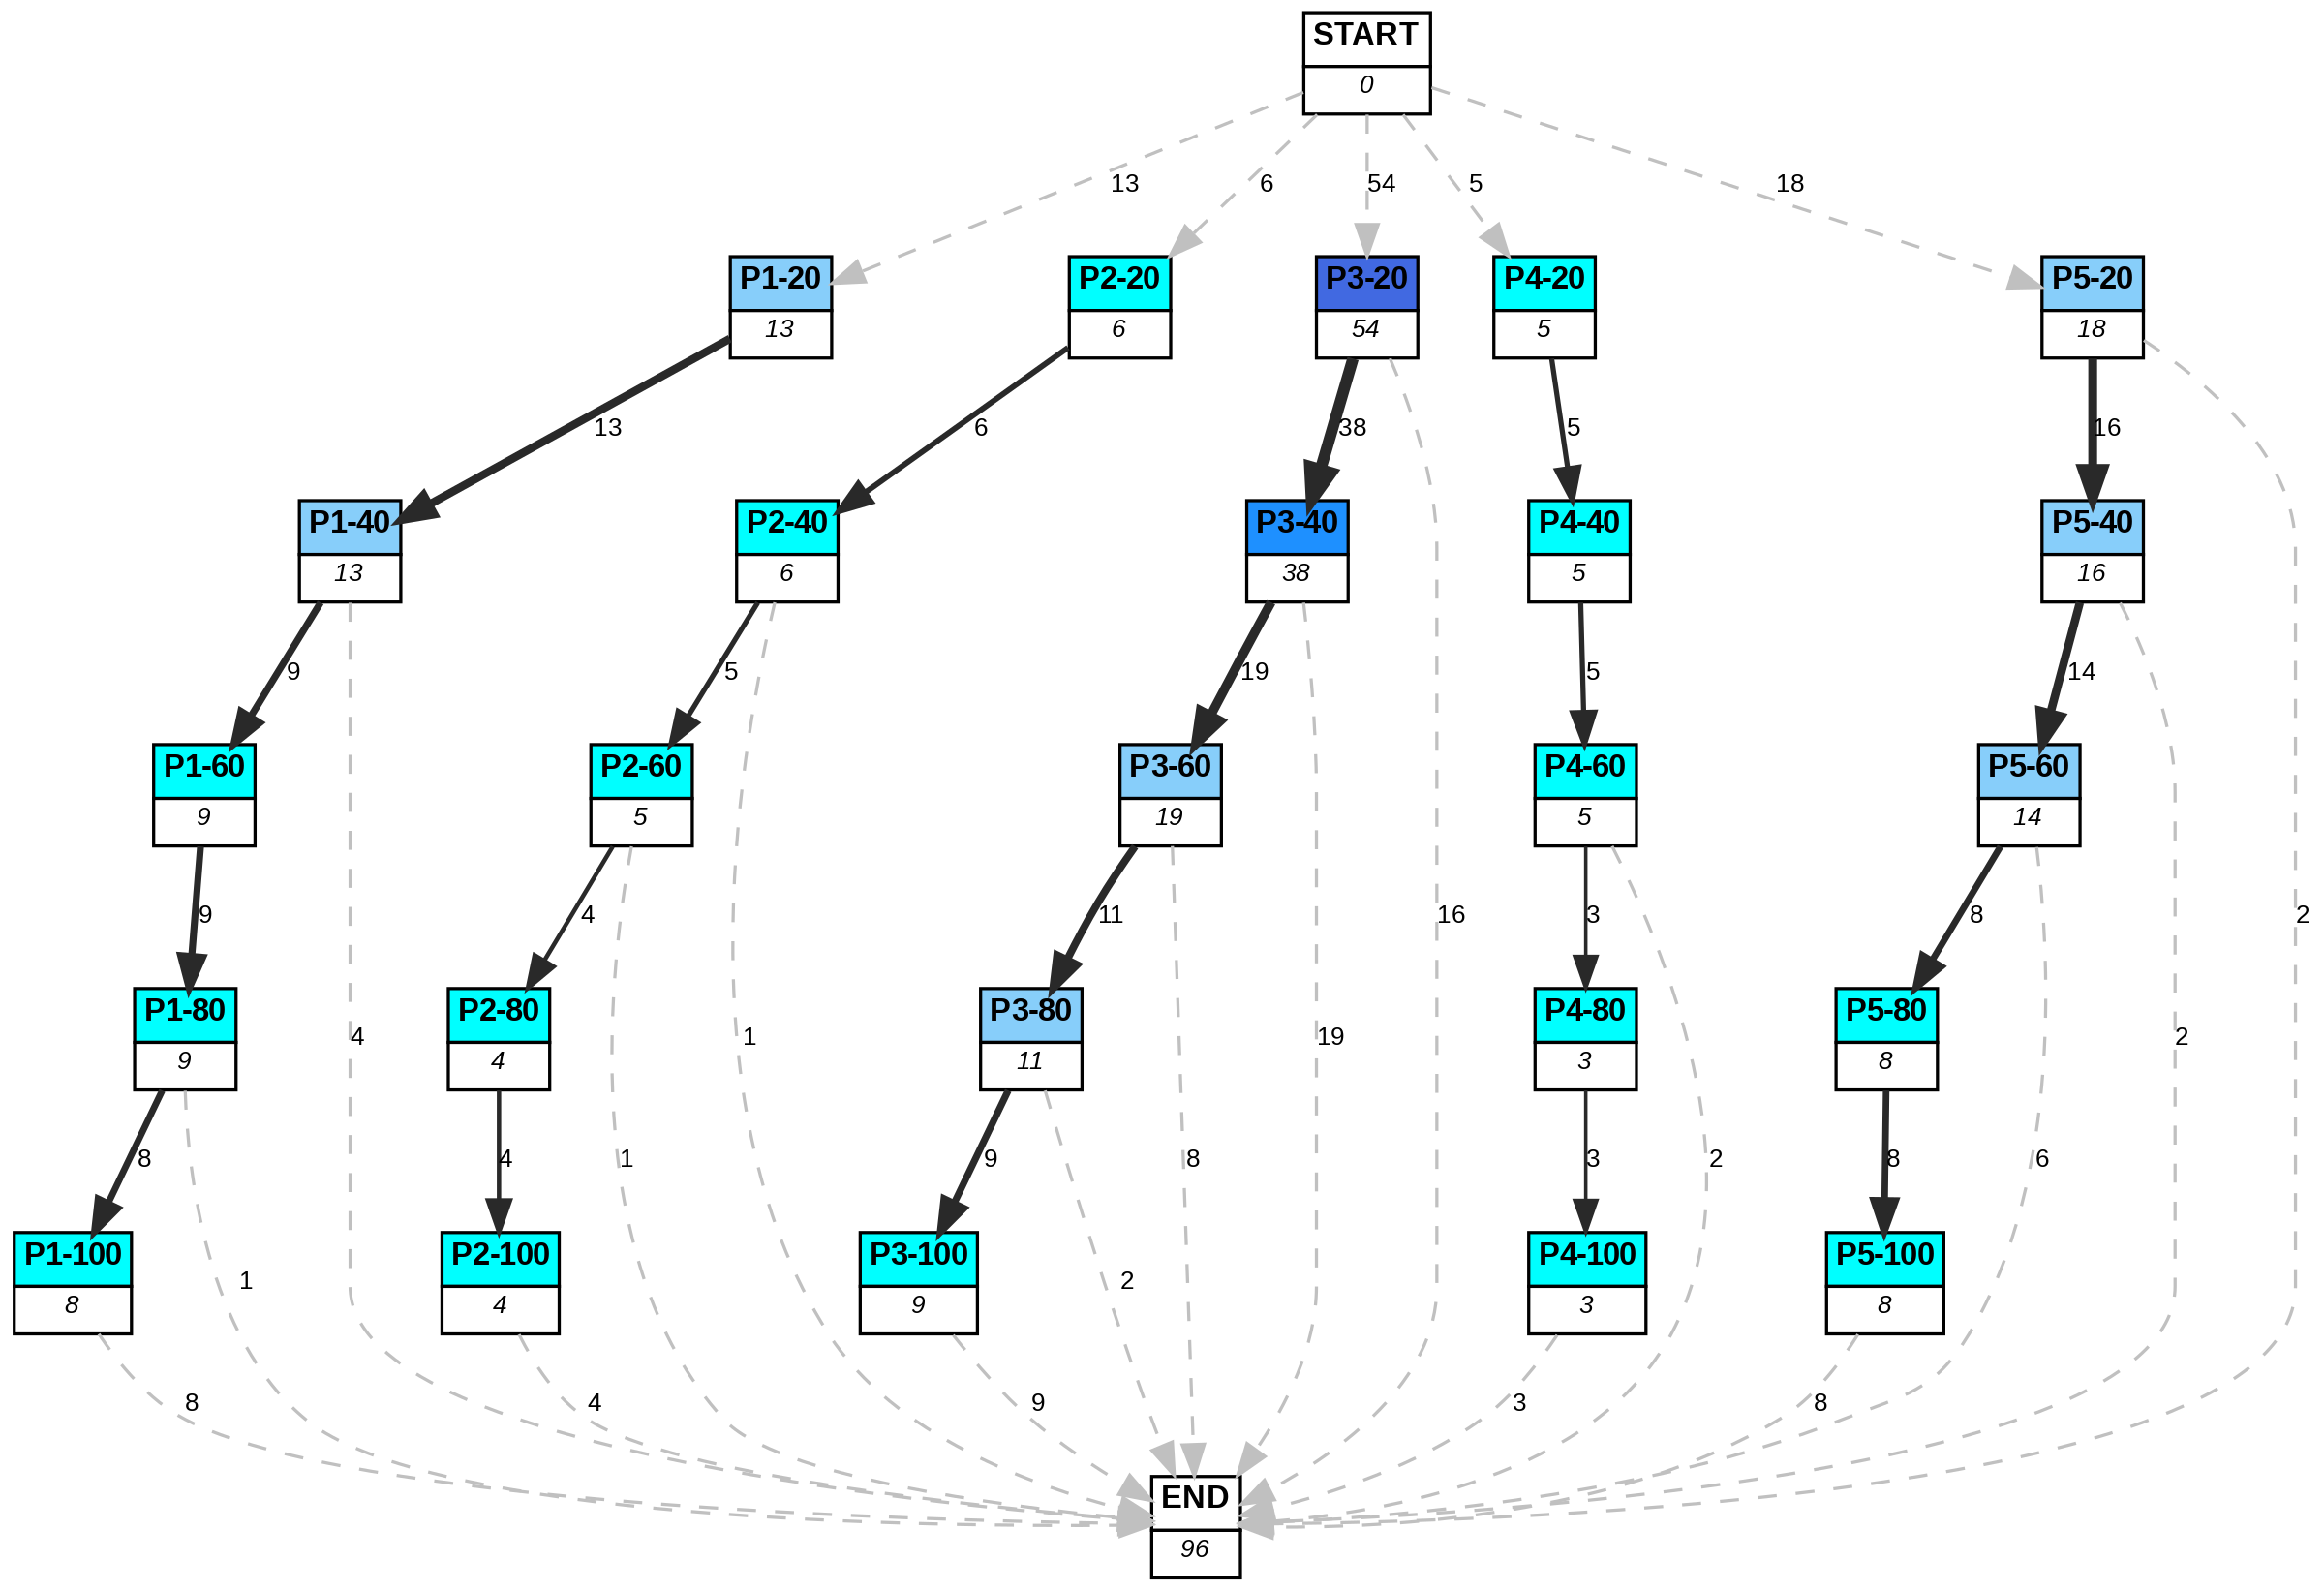 START
0
13
6
54
5
18
P1-20
13
P2-20
6
P3-20
54
P4-20
5
P5-20
18
13
6
38
5
16
P1-40
13
P2-40
6
P3-40
38
P4-40
5
P5-40
16
9
5
19
5
14
P1-60
9
P2-60
5
P3-60
19
P4-60
5
P5-60
14
9
4
11
16
3
8
2
P1-80
9
P2-80
4
P3-80
11
P4-80
3
P5-80
8
4
1
19
2
8
1
4
9
8
3
2
8
6
P1-100
8
P2-100
4
P3-100
9
P4-100
3
P5-100
8
1
2
8
4
9
3
8
END
96